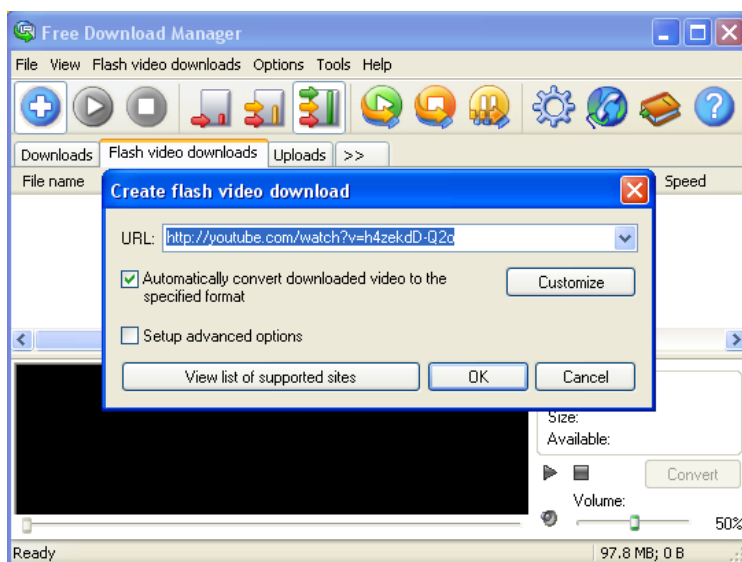 Free Download Manager
File View Flash video downloads Options Tools Help
Downloads Flash video downloads Uploads >>
File name Speed
Create flash video download
URL: http://youtube.com/watch?v=h4zekdD-Q2o
Automatically convert downloaded video to the
specified format
Customize
Setup advanced options
View list of supported sites OK Cancel
Size:
Available:
Convert
Volume:
50%
Ready 97.8 MB; 0 B